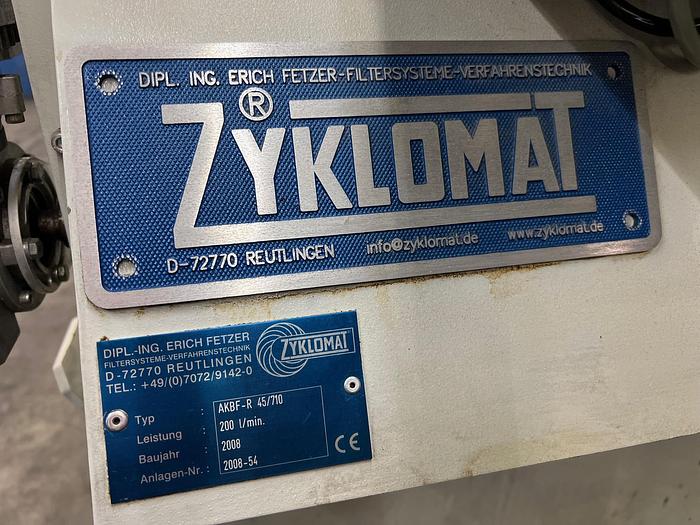 DIPL. ING. ERICH FETZER-FILTERSYSTEME-VERFAHRENSTECHNIK
ZYKLOMAT ®
D-72770 REUTLINGEN info@zyklomat.de www.zyklomat.de
DIPL.-ING. ERICH FETZER
FILTERSYSTEME-VERFAHRENSTECHNIK
D-72770 REUTLINGEN
TEL.: +49/(0)7072/9142-0
ZYKLOMAT
Typ : AKBF-R 45/710
Leistung : 200 l/min.
Baujahr : 2008
Anlagen-Nr. : 2008-54
CE